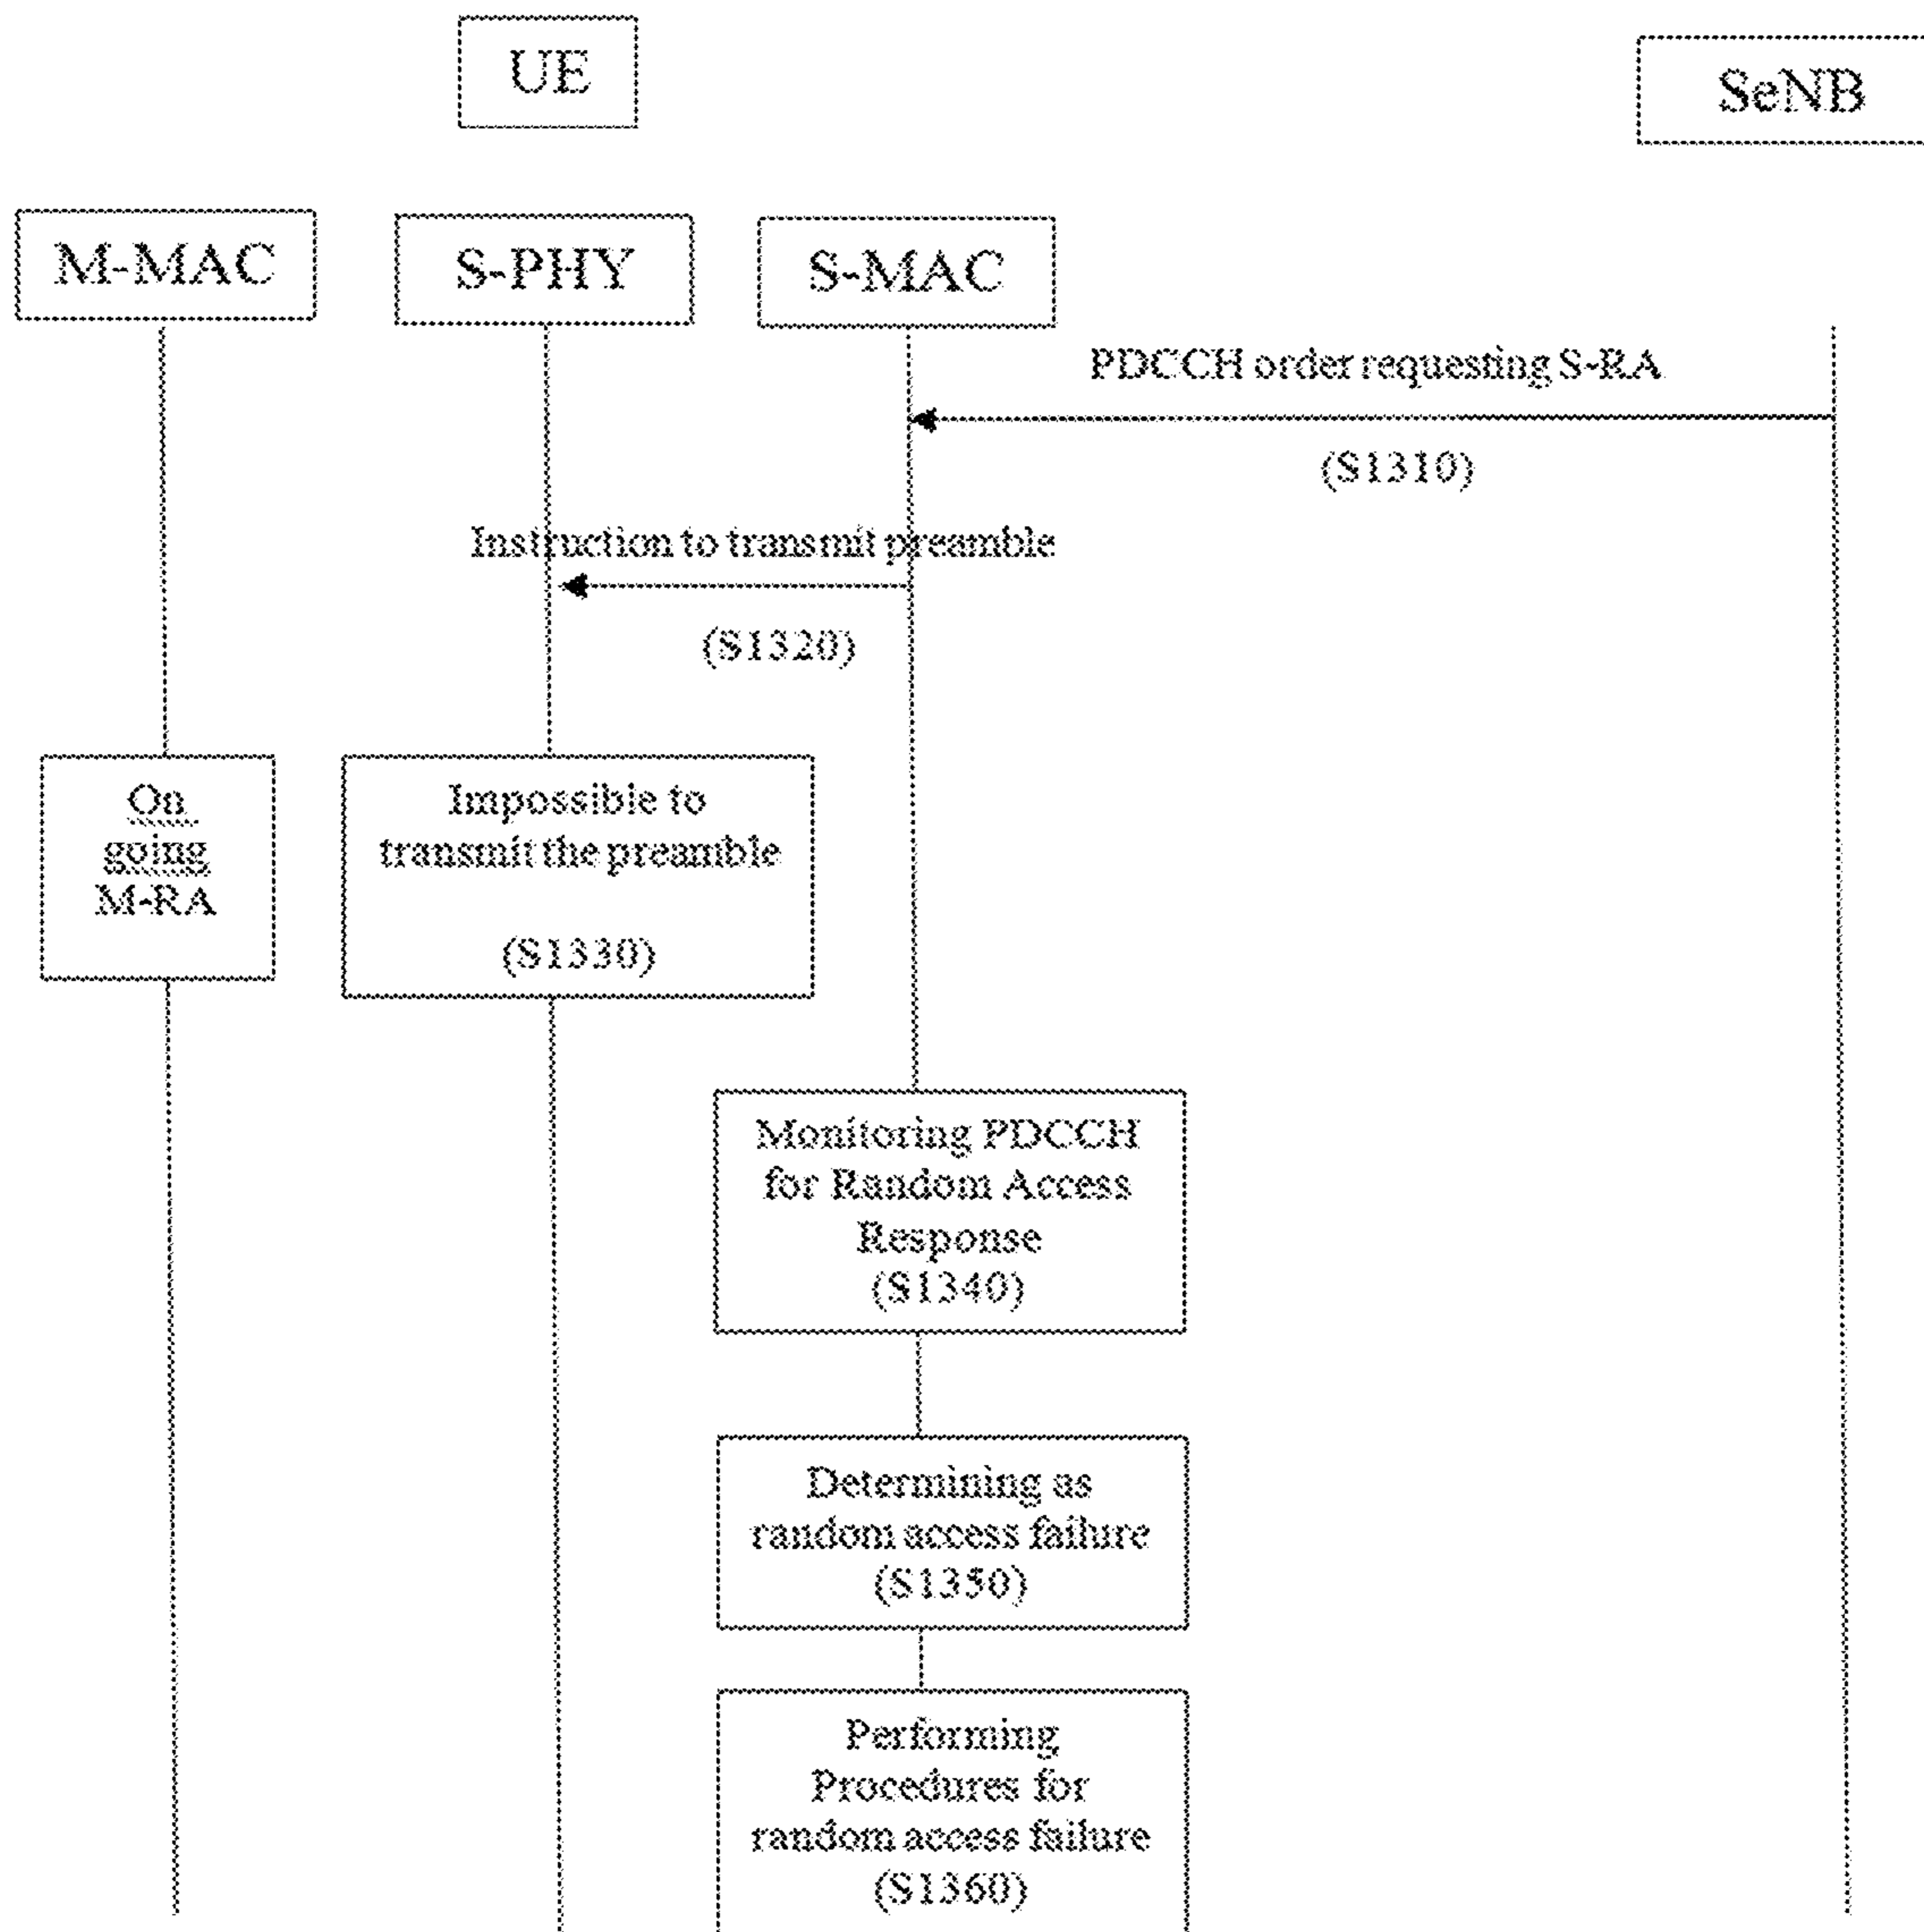 UE
SeNB
M-MAC
S-PHY
S-MAC
PDCCH order requesting S-RA
(S1310)
Instruction to transmit preamble
(S1320)
On
going
M-RA
Impossible to
transmit the preamble
(S1330)
Monitoring PDCCH
for Random Access
Response
(S1340)
Determining as
random access failure
(S1350)
Performing
Procedures for
random access failure
(S1360)